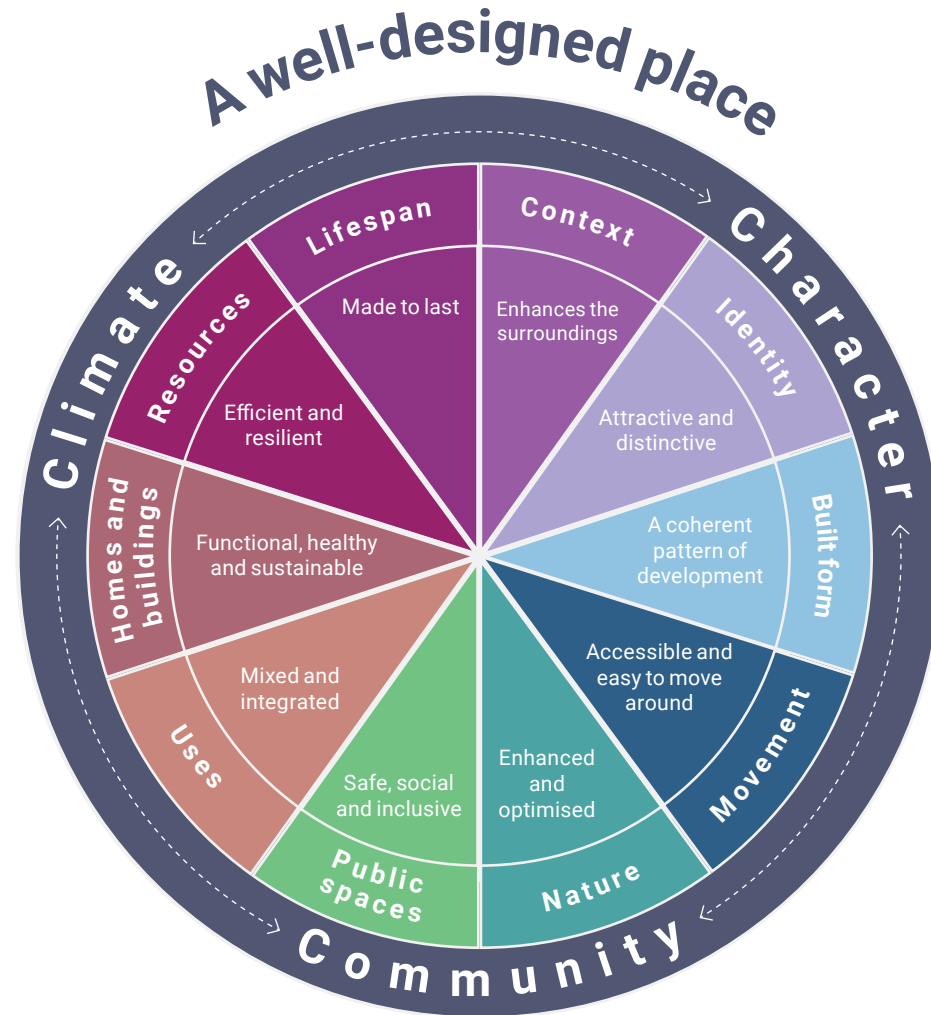 A well-designed place
Climate
Character
Community
Context
Enhances the
surroundings
Identity
Attractive and
distinctive
Built form
A coherent
pattern of
development
Movement
Accessible and
easy to move
around
Nature
Enhanced
and
optimised
Public
spaces
Safe, social
and inclusive
Uses
Mixed and
integrated
Homes and
buildings
Functional, healthy
and sustainable
Resources
Efficient and
resilient
Lifespan
Made to last